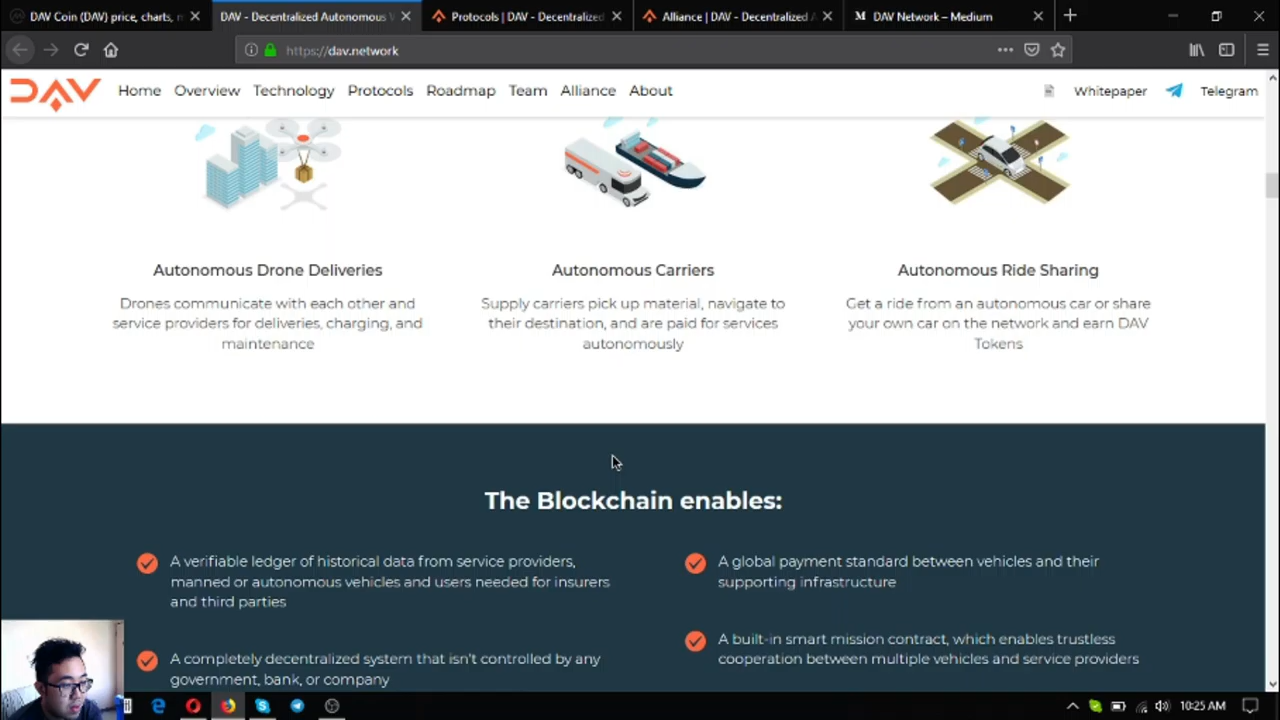 DAV Coin (DAV) price, charts,
DAV - Decentralized Autonomous
Protocols | DAV - Decentralized
Alliance | DAV - Decentralized A
M DAV Network – Medium
https://dav.network
DAV
Home Overview Technology Protocols Roadmap Team Alliance About Whitepaper Telegram
Autonomous Drone Deliveries
Drones communicate with each other and
service providers for deliveries, charging, and
maintenance
Autonomous Carriers
Supply carriers pick up material, navigate to
their destination, and are paid for services
autonomously
Autonomous Ride Sharing
Get a ride from an autonomous car or share
your own car on the network and earn DAV
Tokens
The Blockchain enables:
A verifiable ledger of historical data from service providers,
manned or autonomous vehicles and users needed for insurers
and third parties
A completely decentralized system that isn't controlled by any
government, bank, or company
A global payment standard between vehicles and their
supporting infrastructure
A built-in smart mission contract, which enables trustless
cooperation between multiple vehicles and service providers
10:25 AM